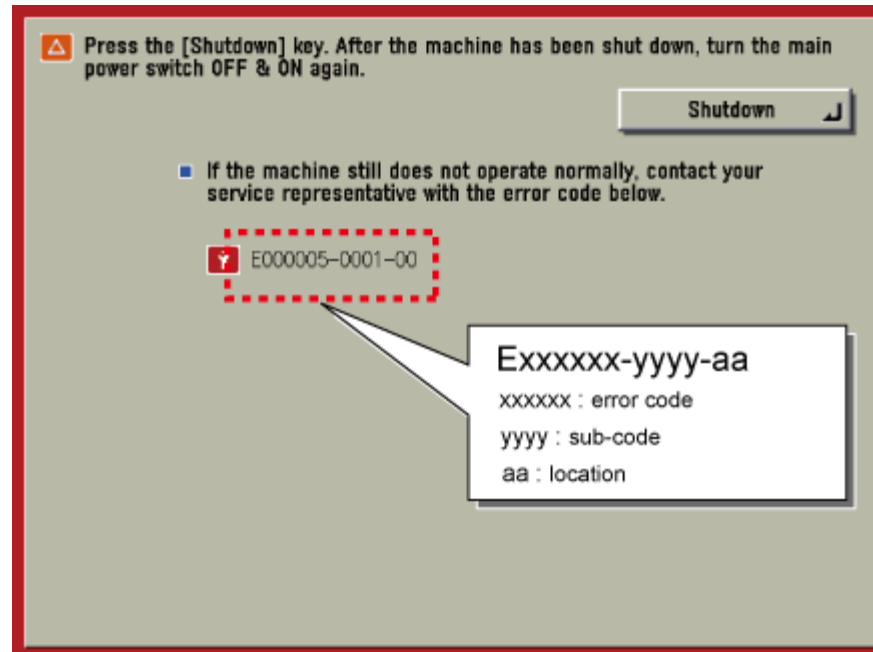 Press the [Shutdown] key. After the machine has been shut down, turn the main
power switch OFF & ON again.
Shutdown
If the machine still does not operate normally, contact your
service representative with the error code below.
E000005-0001-00
Exxxxxx-yyyy-aa
xxxxxx : error code
yyyy : sub-code
aa : location